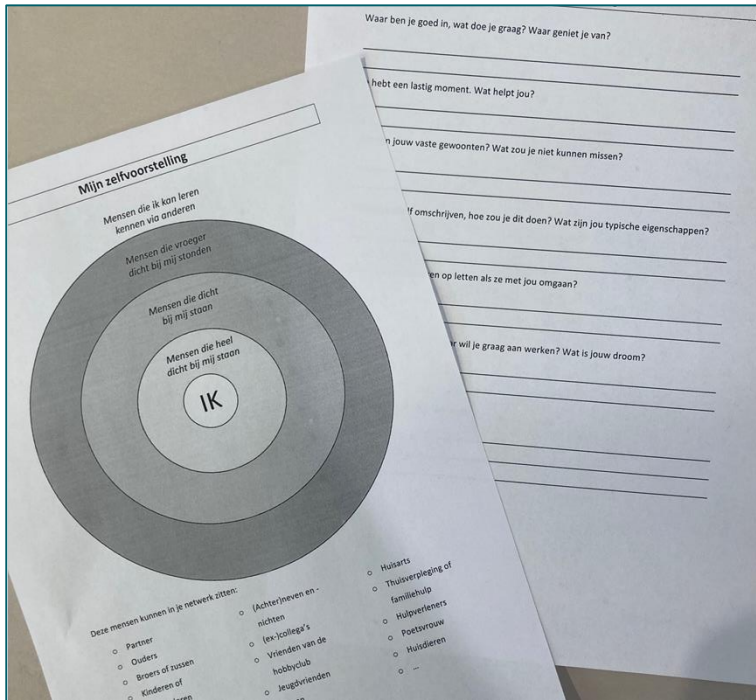 Mijn zelfvoorstelling
Mensen die ik kan leren
kennen via anderen
Mensen die vroeger
dicht bij mij stonden
Mensen die dicht
bij mij staan
Mensen die heel
dicht bij mij staan
IK
Deze mensen kunnen in je netwerk zitten:
Partner
Ouders
Broers of zussen
Kinderen of
(Achter)neven en -
nichten
(ex-)collega's
Vrienden van de
hobbyclub
Jeugdvrienden
Huisarts
Thuisverpleging of
familiehulp
Hulpverleners
Poetsvrouw
Huisdieren
...
Waar ben je goed in, wat doe je graag? Waar geniet je van?
hebt een lastig moment. Wat helpt jou?
jouw vaste gewoonten? Wat zou je niet kunnen missen?
omschrijven, hoe zou je dit doen? Wat zijn jou typische eigenschappen?
op letten als ze met jou omgaan?
wil je graag aan werken? Wat is jouw droom?